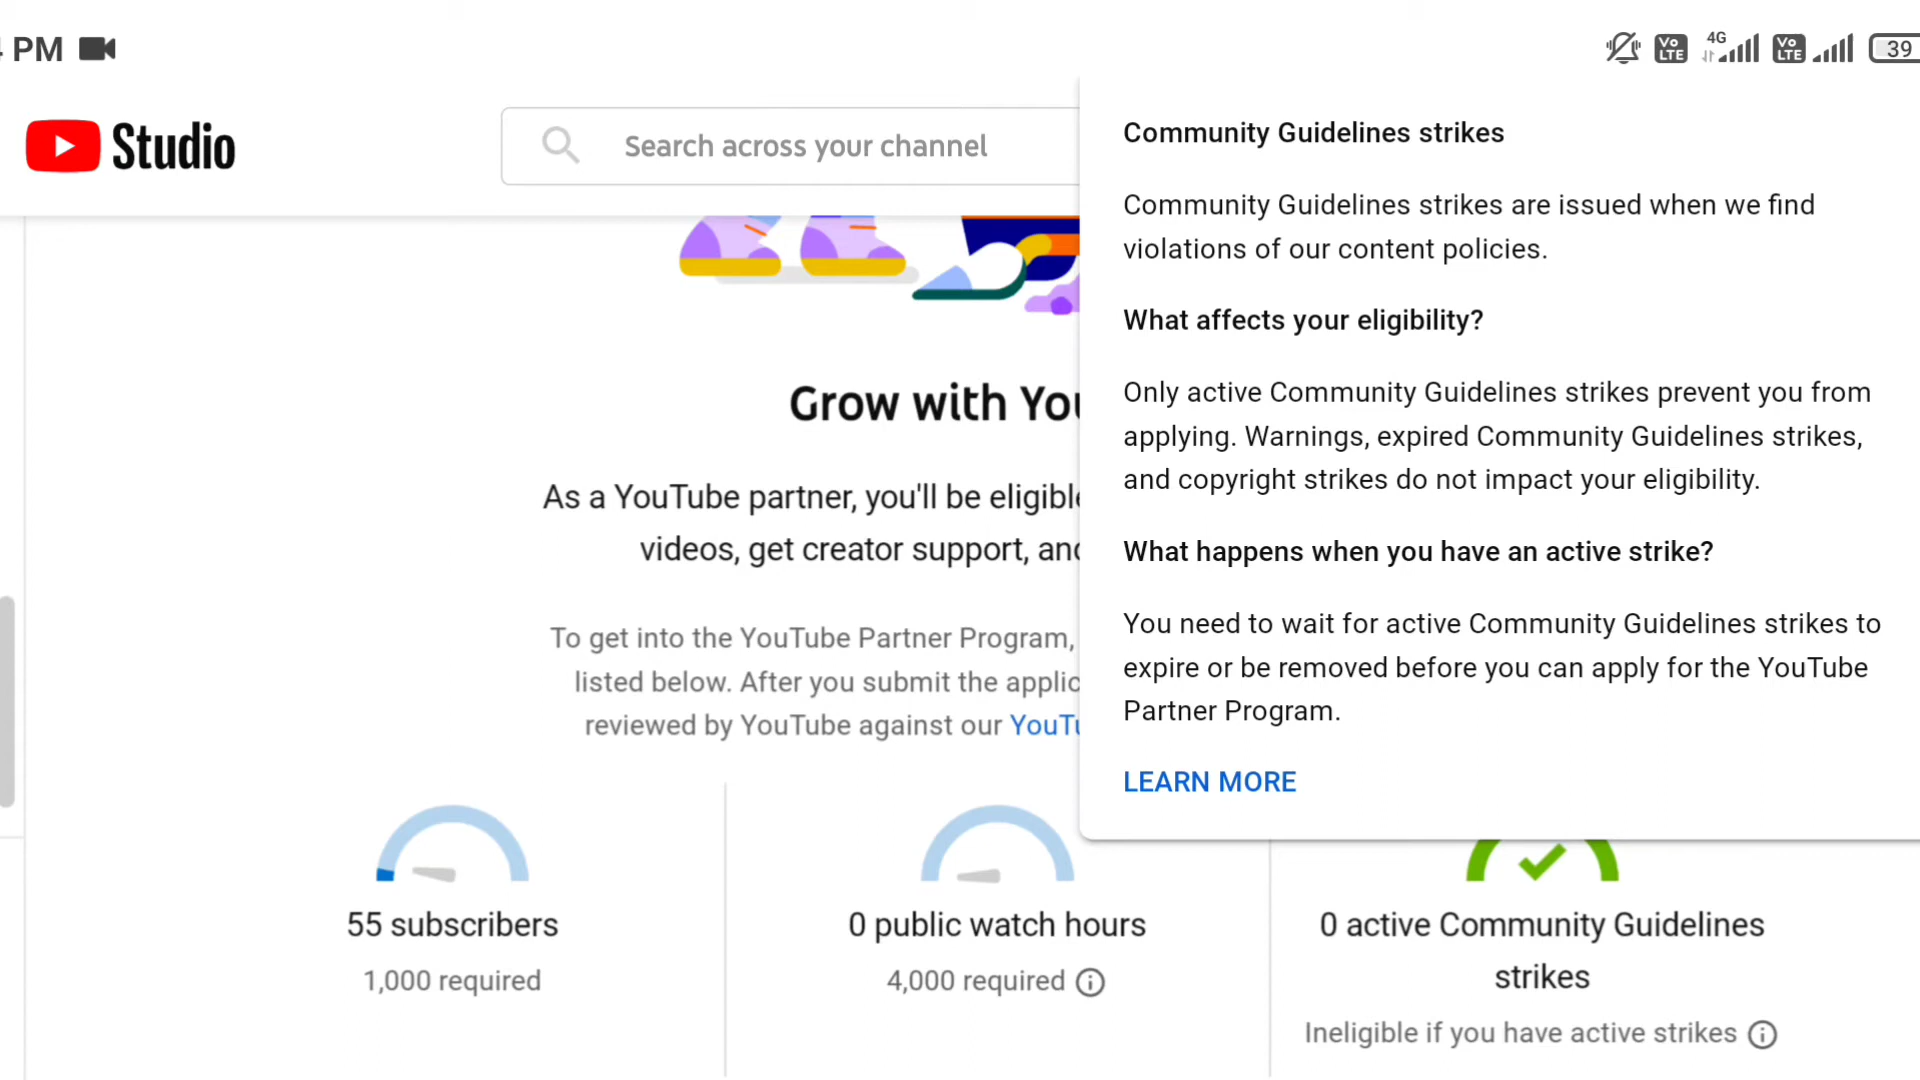 PM
Vo LTE 4G Vo LTE 39
Studio
Search across your channel
Community Guidelines strikes
Community Guidelines strikes are issued when we find
violations of our content policies.
What affects your eligibility?
Only active Community Guidelines strikes prevent you from
applying. Warnings, expired Community Guidelines strikes,
and copyright strikes do not impact your eligibility.
What happens when you have an active strike?
You need to wait for active Community Guidelines strikes to
expire or be removed before you can apply for the YouTube
Partner Program.
LEARN MORE
Grow with
As a YouTube partner, you'll be
videos, get creator support,
To get into the YouTube Partner Program,
listed below. After you submit the
reviewed by YouTube against our
55 subscribers
1,000 required
0 public watch hours
4,000 required
0 active Community Guidelines
strikes
Ineligible if you have active strikes